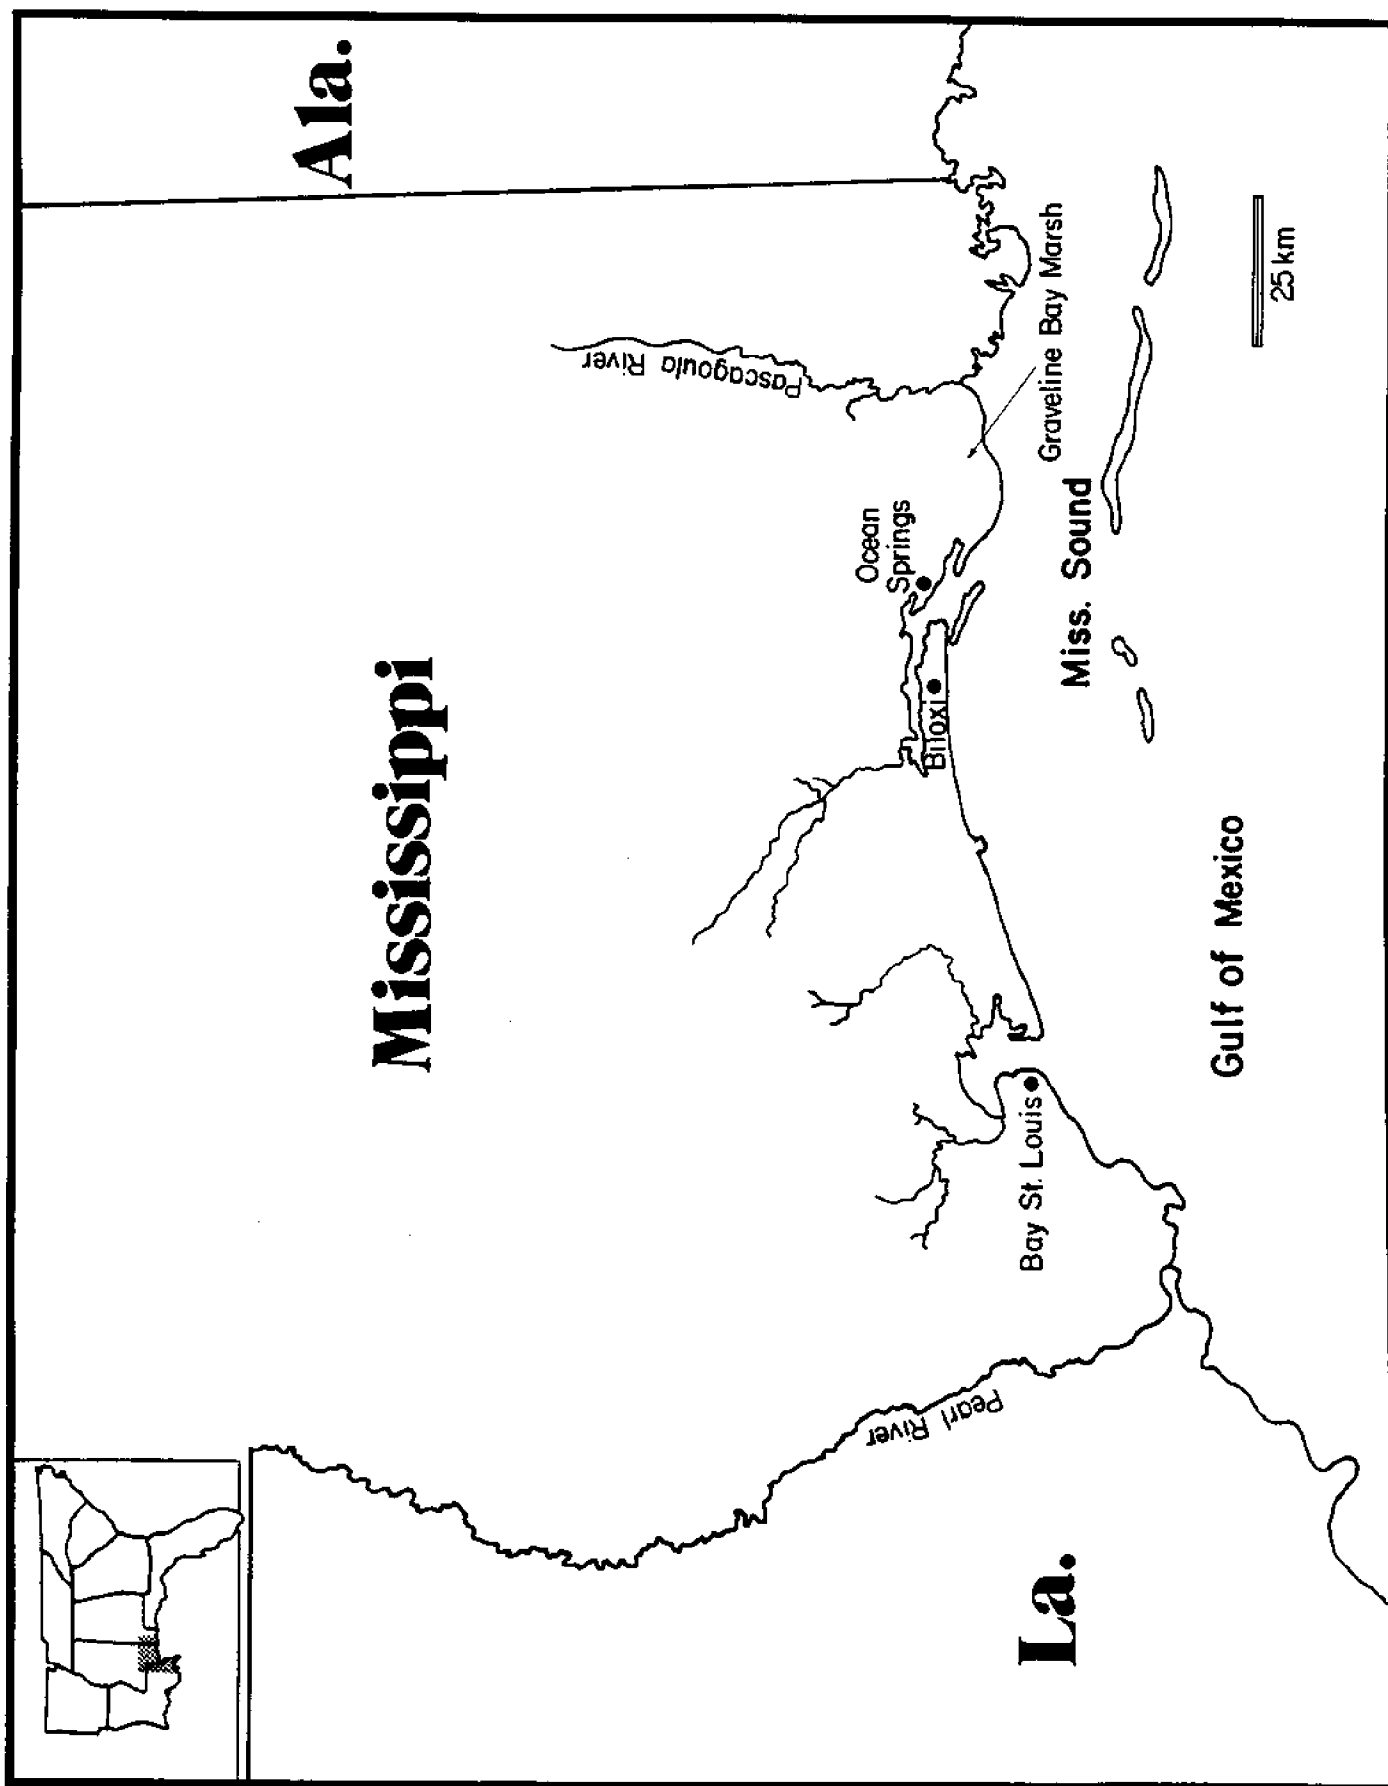 Mississippi
Ala.
La.
Pascagoula River
Pearl River
Ocean
Springs
Biloxi
Bay St. Louis
Graveline Bay Marsh
Miss. Sound
Gulf of Mexico
25 km